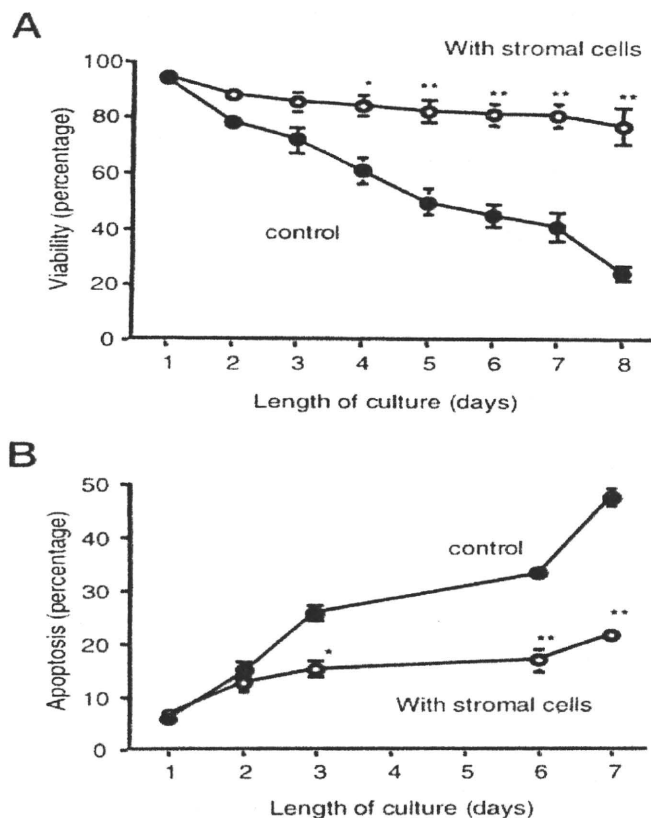 A
With stromal cells
100
80
60
40
20
0
Viability (percentage)
* ** ** ** **
control
1 2 3 4 5 6 7 8
Length of culture (days)
B
50
40
30
20
10
0
Apoptosis (percentage)
control
* ** **
With stromal cells
1 2 3 4 5 6 7
Length of culture (days)